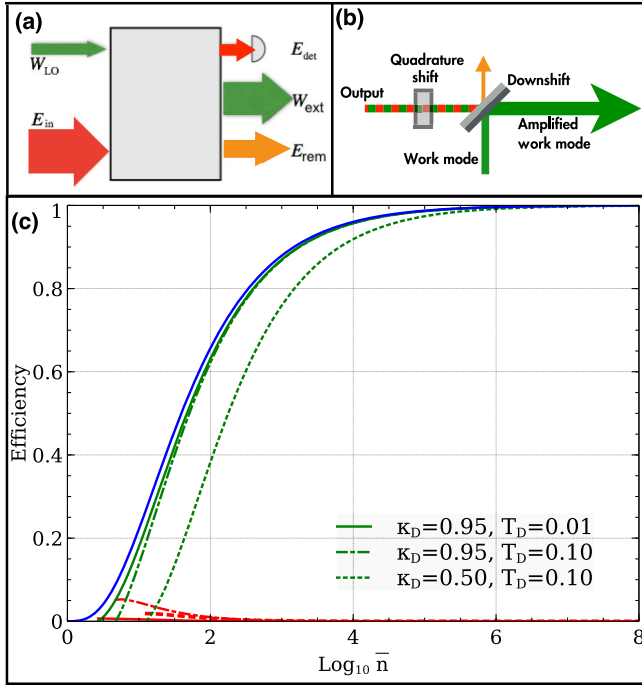 (a)
W_LO
E_det
W_ext
E_in
E_rem
(b)
Quadrature
shift
Downshift
Output
Amplified
work mode
Work mode
(c)
1
0.8
0.6
0.4
0.2
0
Efficiency
κ_D=0.95, T_D=0.01
κ_D=0.95, T_D=0.10
κ_D=0.50, T_D=0.10
0 2 4 6 8
Log₁₀ n̅